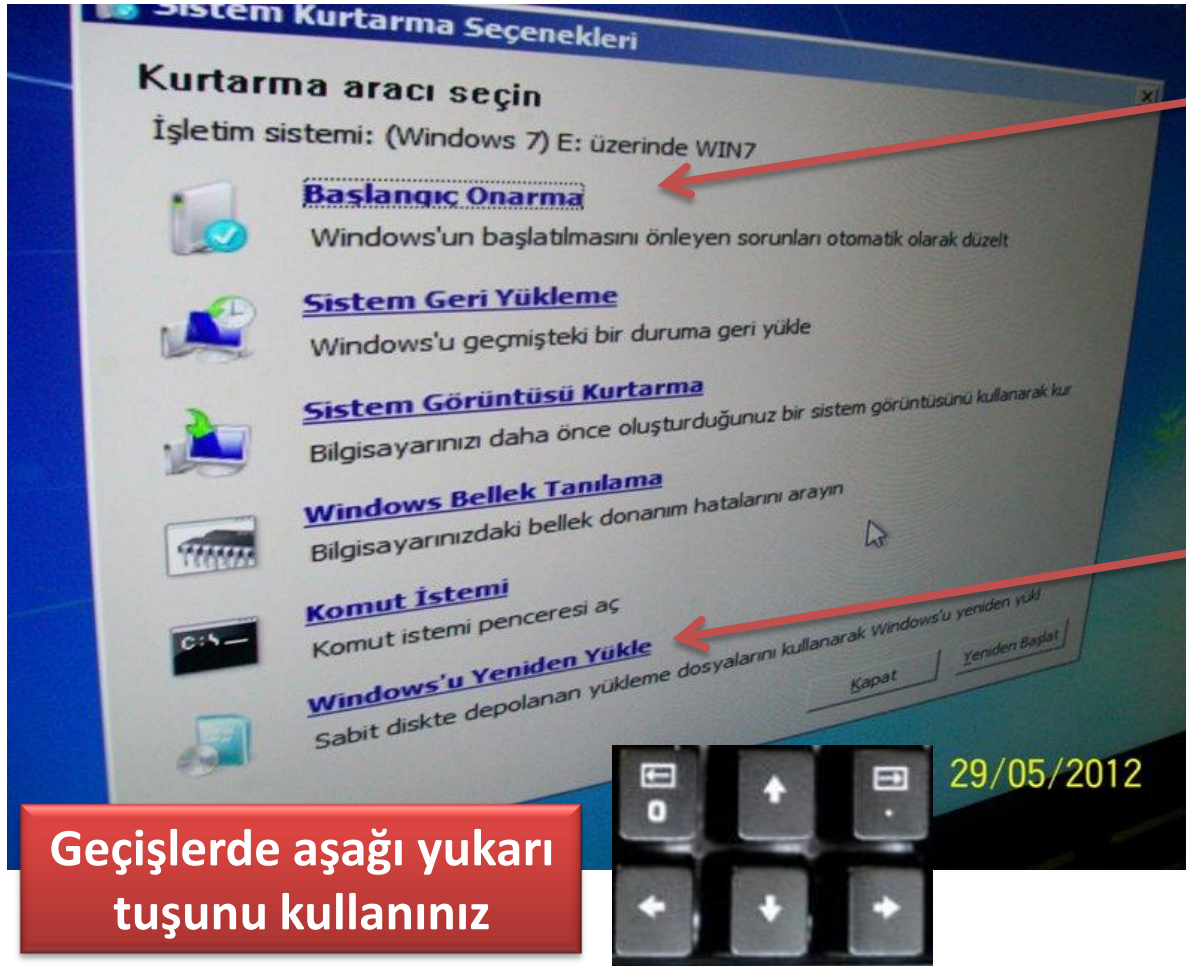 Sistem Kurtarma Seçenekleri
Kurtarma aracı seçin
İşletim sistemi: (Windows 7) E: üzerinde WIN7
Başlangıç Onarma
Windows'un başlatılmasını önleyen sorunları otomatik olarak düzelt
Sistem Geri Yükleme
Windows'u geçmişteki bir duruma geri yükle
Sistem Görüntüsü Kurtarma
Bilgisayarınızı daha önce oluşturduğunuz bir sistem görüntüsünü kullanarak kur
Windows Bellek Tanılama
Bilgisayarınızdaki bellek donanım hatalarını arayın
Komut İstemi
Komut istemi penceresi aç
C:\
Windows'u Yeniden Yükle
Sabit diskte depolanan yükleme dosyalarını kullanarak Windows'u yeniden yükl
Kapat
Yeniden Başlat
29/05/2012
0
.
Geçişlerde aşağı yukarı
tuşunu kullanınız